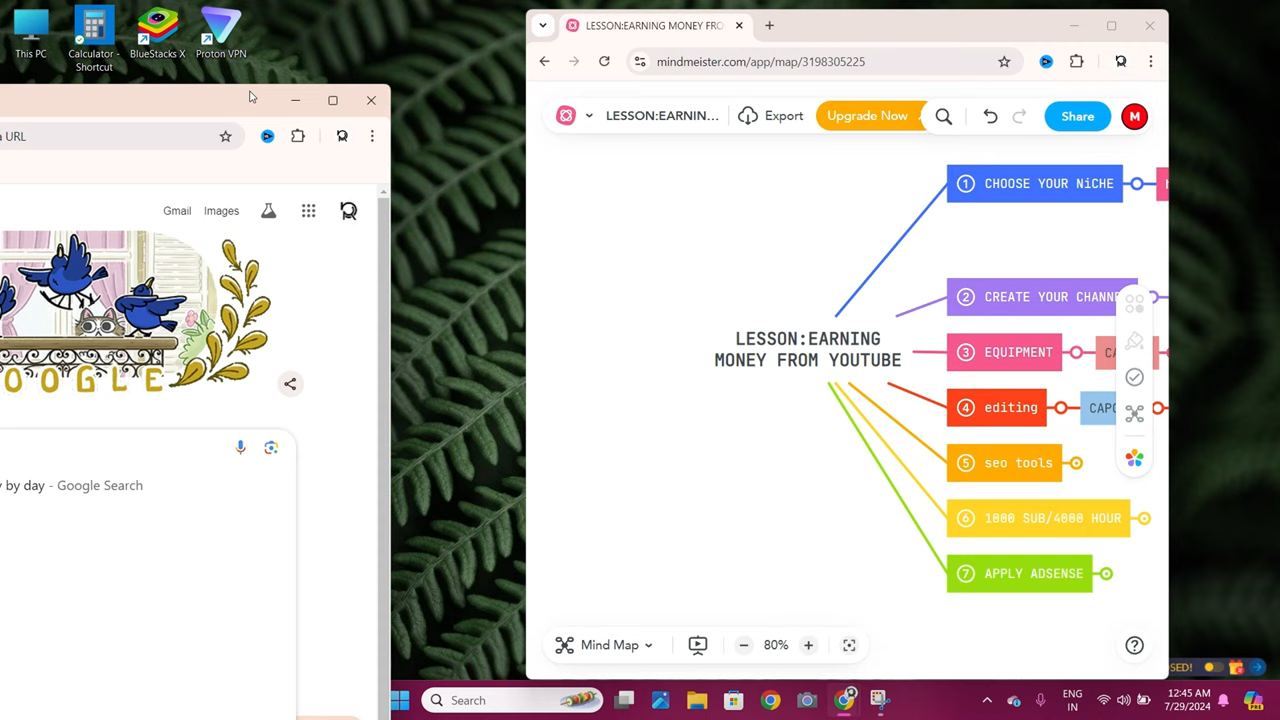 This PC
Calculator -
Shortcut
BlueStacks X
Proton VPN
a URL
Gmail
Images
OOGLE
y by day - Google Search
LESSON:EARNING MONEY FRO
mindmeister.com/app/map/3198305225
LESSON:EARNIN...
Export
Upgrade Now
Share
M
1 CHOOSE YOUR NiCHE
2 CREATE YOUR CHANNE
LESSON:EARNING
MONEY FROM YOUTUBE
3 EQUIPMENT
CA
4 editing
CAPC
5 seo tools
6 1000 SUB/4000 HOUR
7 APPLY ADSENSE
Mind Map
80%
?
OSED!
Search
ENG
IN
12:45 AM
7/29/2024